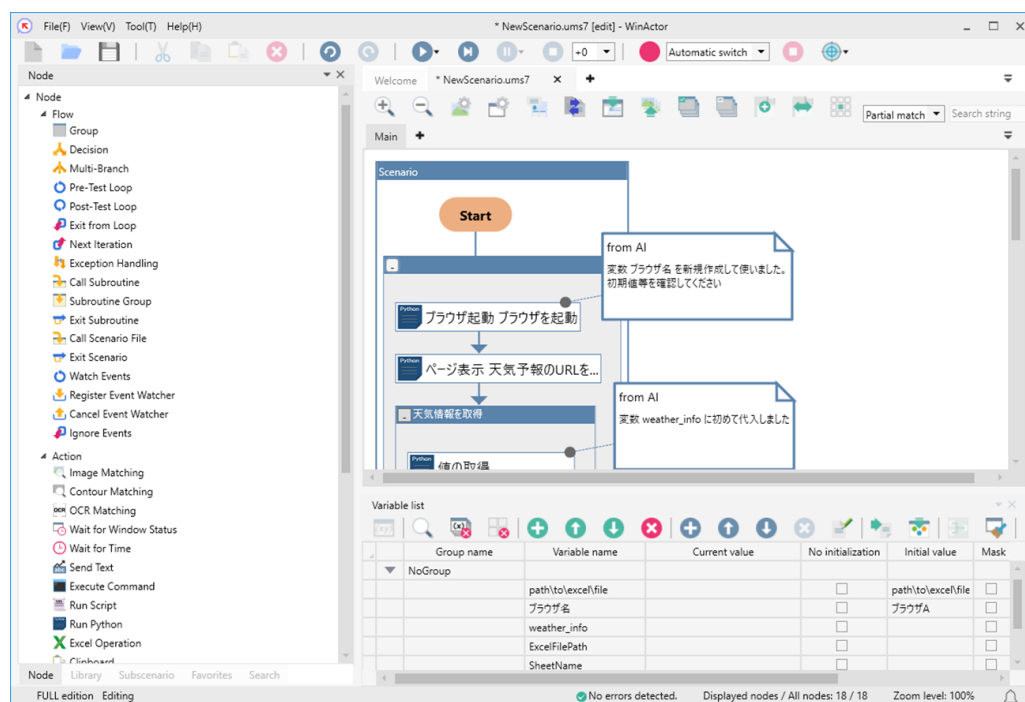 File(F) View(V) Tool(T) Help(H)
* NewScenario.ums7 [edit] - WinActor
+0
Automatic switch
Node
Node
Flow
Group
Decision
Multi-Branch
Pre-Test Loop
Post-Test Loop
Exit from Loop
Next Iteration
Exception Handling
Call Subroutine
Subroutine Group
Exit Subroutine
Call Scenario File
Exit Scenario
Watch Events
Register Event Watcher
Cancel Event Watcher
Ignore Events
Action
Image Matching
Contour Matching
OCR OCR Matching
Wait for Window Status
Wait for Time
Send Text
Execute Command
Run Script
Run Python
Excel Operation
Clipboard
Node Library Subscenario Favorites Search
Welcome * NewScenario.ums7
Partial match Search string
Main
Scenario
Start
from AI
変数 ブラウザ名 を新規作成して使いました。
初期値等を確認してください
Python ブラウザ起動 ブラウザを起動
Python ページ表示 天気予報のURLを...
天気情報を取得
from AI
変数 weather_info に初めて代入しました
Python 値の取得
Variable list
Group name Variable name Current value No initialization Initial value Mask
NoGroup
path\to\excel\file path\to\excel\file
ブラウザ名 ブラウザA
weather_info
ExcelFilePath
SheetName
FULL edition Editing No errors detected. Displayed nodes / All nodes: 18 / 18 Zoom level: 100%